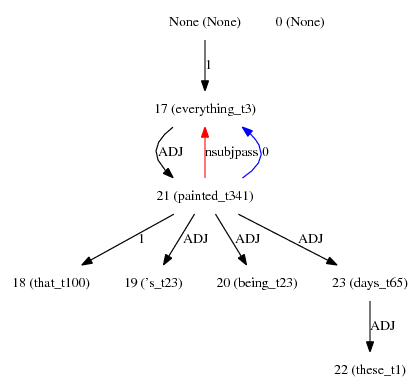 None (None) 0 (None)
1
17 (everything_t3)
ADJ nsubjpass 0
21 (painted_t341)
1 ADJ ADJ ADJ
18 (that_t100) 19 ('s_t23) 20 (being_t23) 23 (days_t65)
ADJ
22 (these_t1)